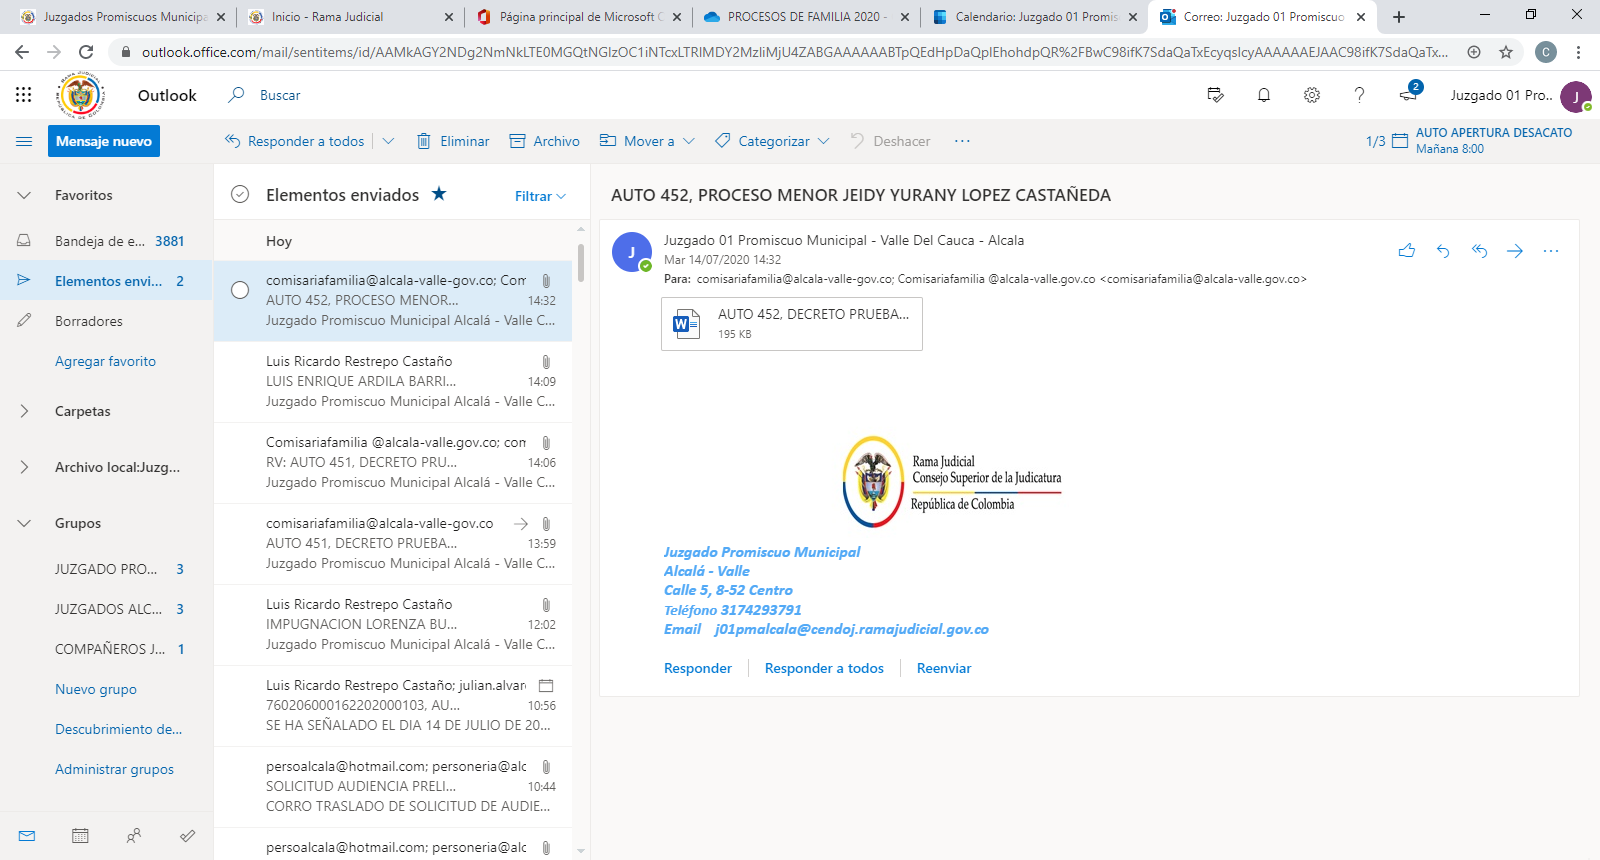 Juzgados Promiscuos Municipa
Inicio - Rama Judicial
Página principal de Microsoft O
PROCESOS DE FAMILIA 2020 -
Calendario: Juzgado 01 Promis
Correo: Juzgado 01 Promiscuo
Outlook
Buscar
2
Juzgado 01 Pro..
J
Mensaje nuevo
Responder a todos
Eliminar
Archivo
Mover a
Categorizar
Deshacer
1/3
AUTO APERTURA DESACATO
Mañana 8:00
Favoritos
Bandeja de e... 3881
Elementos envi... 2
Borradores
Agregar favorito
Carpetas
Archivo local:Juzg...
Grupos
JUZGADO PRO... 3
JUZGADOS ALC... 3
COMPAÑEROS J... 1
Nuevo grupo
Descubrimiento de...
Administrar grupos
Elementos enviados
Filtrar
Hoy
comisariafamilia@alcala-valle-gov.co; Com
AUTO 452, PROCESO MENOR... 14:32
Juzgado Promiscuo Municipal Alcalá - Valle C...
Luis Ricardo Restrepo Castaño
LUIS ENRIQUE ARDILA BARRI... 14:09
Juzgado Promiscuo Municipal Alcalá - Valle C...
Comisariafamilia @alcala-valle.gov.co; com
RV: AUTO 451, DECRETO PRU... 14:06
Juzgado Promiscuo Municipal Alcalá - Valle C...
comisariafamilia@alcala-valle-gov.co
AUTO 451, DECRETO PRUEBA... 13:59
Juzgado Promiscuo Municipal Alcalá - Valle C...
Luis Ricardo Restrepo Castaño
IMPUGNACION LORENZA BU... 12:02
Juzgado Promiscuo Municipal Alcalá - Valle C...
Luis Ricardo Restrepo Castaño; julian.alvar
760206000162202000103, AU... 10:56
SE HA SEÑALADO EL DIA 14 DE JULIO DE 20...
persoalcala@hotmail.com; personeria@alc
SOLICITUD AUDIENCIA PRELI... 10:44
CORRO TRASLADO DE SOLICITUD DE AUDIE...
persoalcala@hotmail.com; personeria@alc
AUTO 452, PROCESO MENOR JEIDY YURANY LOPEZ CASTAÑEDA
J
Juzgado 01 Promiscuo Municipal - Valle Del Cauca - Alcala
Mar 14/07/2020 14:32
Para: comisariafamilia@alcala-valle-gov.co; Comisariafamilia @alcala-valle.gov.co <comisariafamilia@alcala-valle.gov.co>
AUTO 452, DECRETO PRUEBA...
195 KB
Rama Judicial
Consejo Superior de la Judicatura
República de Colombia
Juzgado Promiscuo Municipal
Alcalá - Valle
Calle 5, 8-52 Centro
Teléfono 3174293791
Email j01pmalcala@cendoj.ramajudicial.gov.co
Responder
Responder a todos
Reenviar